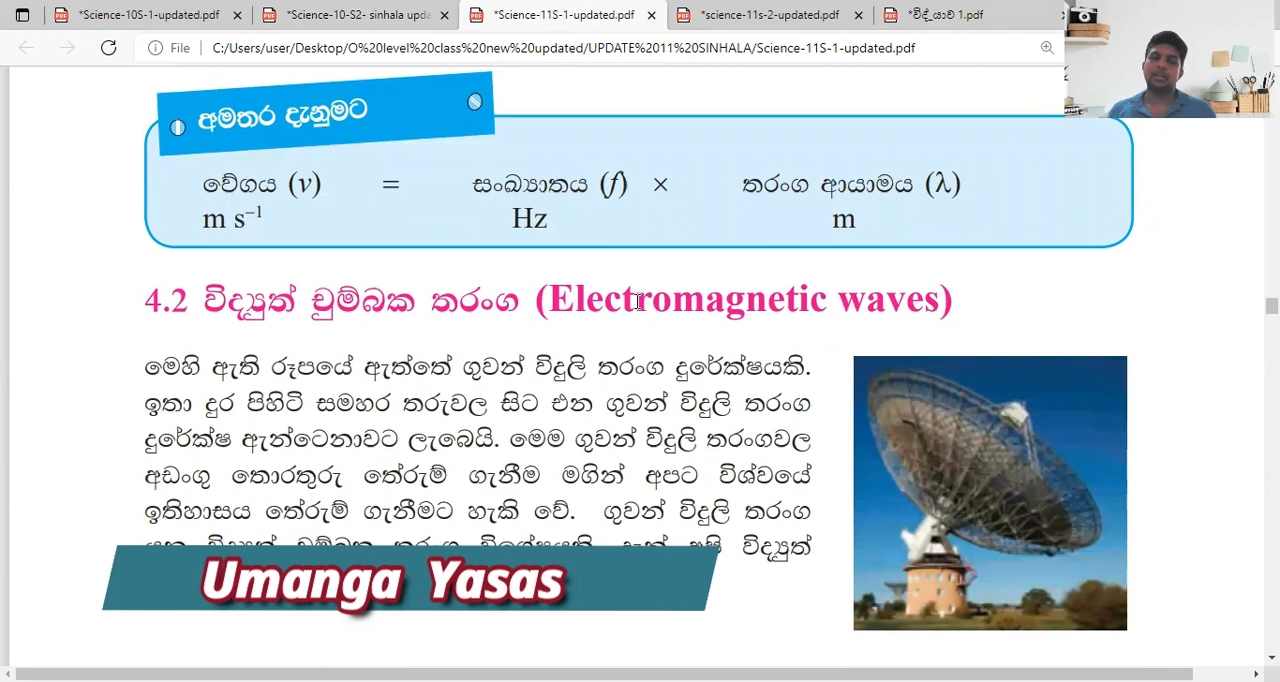 *Science-10S-1-updated.pdf
*Science-10-S2- sinhala upda
*Science-11S-1-updated.pdf
*science-11s-2-updated.pdf
*විද්‍යාව 1.pdf
File C:/Users/user/Desktop/O%20level%20class%20new%20updated/UPDATE%2011%20SINHALA/Science-11S-1-updated.pdf
අමතර දැනුමට
වේගය (v) = සංඛ්‍යාතය (f) × තරංග ආයාමය (λ)
m s⁻¹ Hz m
4.2 විද්‍යුත් චුම්බක තරංග (Electromagnetic waves)
මෙහි ඇති රූපයේ ඇත්තේ ගුවන් විදුලි තරංග දුරේක්ෂයකි.
ඉතා දුර පිහිටි සමහර තරුවල සිට එන ගුවන් විදුලි තරංග
දුරේක්ෂ ඇන්ටෙනාවට ලැබෙයි. මෙම ගුවන් විදුලි තරංගවල
අඩංගු තොරතුරු තේරුම් ගැනීම මගින් අපට විශ්වයේ
ඉතිහාසය තේරුම් ගැනීමට හැකි වේ. ගුවන් විදුලි තරංග
විද්‍යුත්
Umanga Yasas